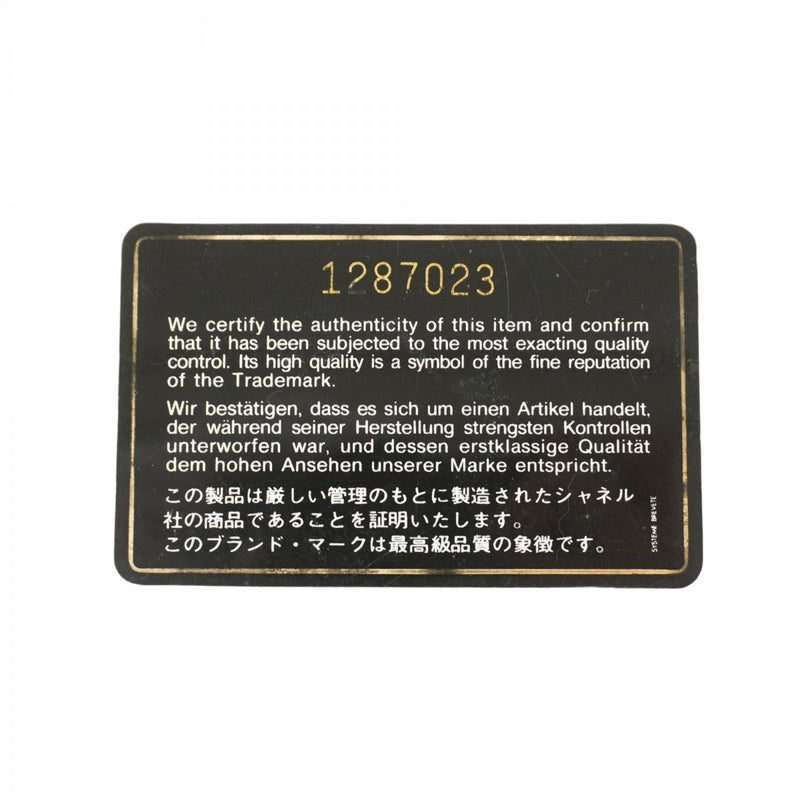 1287023
We certify the authenticity of this item and confirm
that it has been subjected to the most exacting quality
control. Its high quality is a symbol of the fine reputation
of the Trademark.
Wir bestätigen, dass es sich um einen Artikel handelt,
der während seiner Herstellung strengsten Kontrollen
unterworfen war, und dessen erstklassige Qualität
dem hohen Ansehen unserer Marke entspricht.
この製品は厳しい管理のもとに製造されたシャネル
社の商品であることを証明いたします。
このブランド・マークは最高級品質の象徴です。
SYSTEME BREVETE